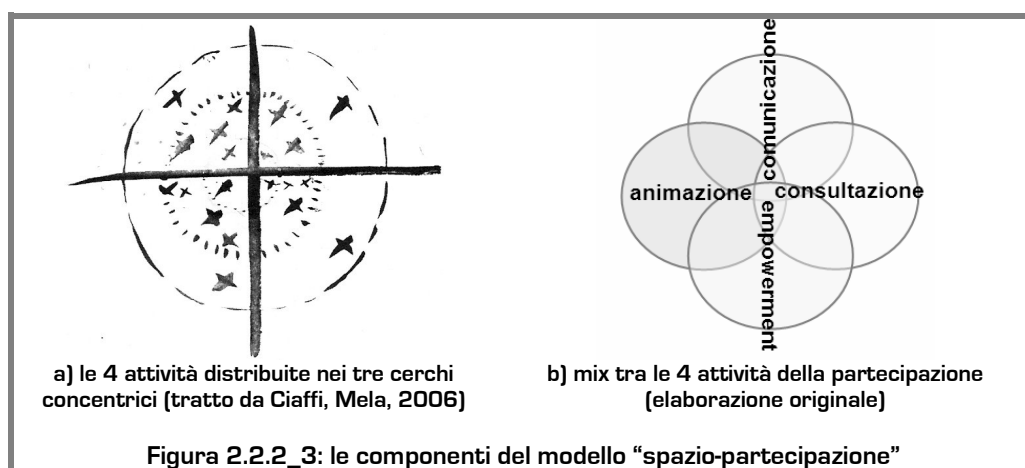 comunicazione
animazione
consultazione
empowerment
a) le 4 attività distribuite nei tre cerchi
concentrici (tratto da Ciaffi, Mela, 2006)
b) mix tra le 4 attività della partecipazione
(elaborazione originale)
Figura 2.2.2_3: le componenti del modello “spazio-partecipazione”